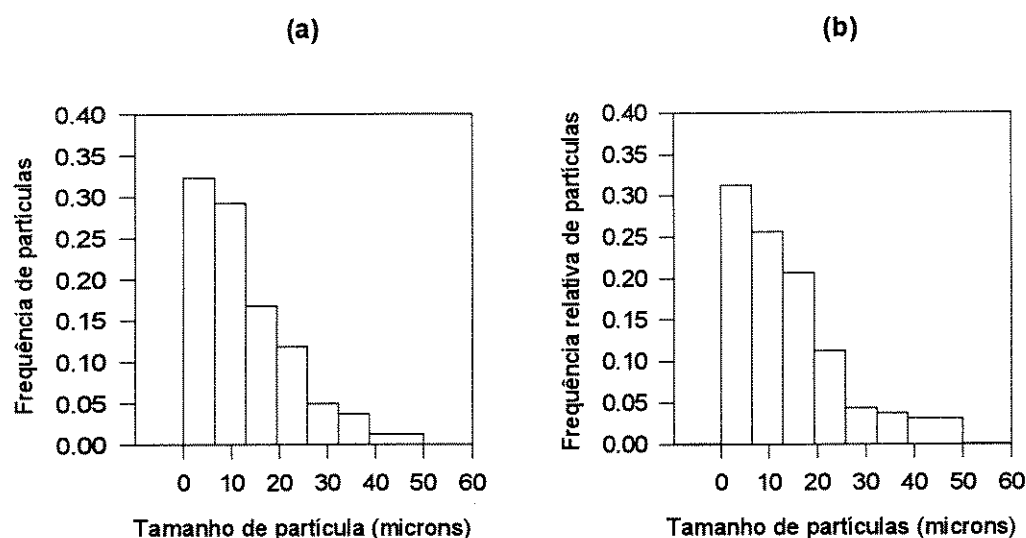 (a)
Frequência de partículas
0.40
0.35
0.30
0.25
0.20
0.15
0.10
0.05
0.00
0 10 20 30 40 50 60
Tamanho de partícula (microns)
(b)
Frequência relativa de partículas
0.40
0.35
0.30
0.25
0.20
0.15
0.10
0.05
0.00
0 10 20 30 40 50 60
Tamanho de partículas (microns)